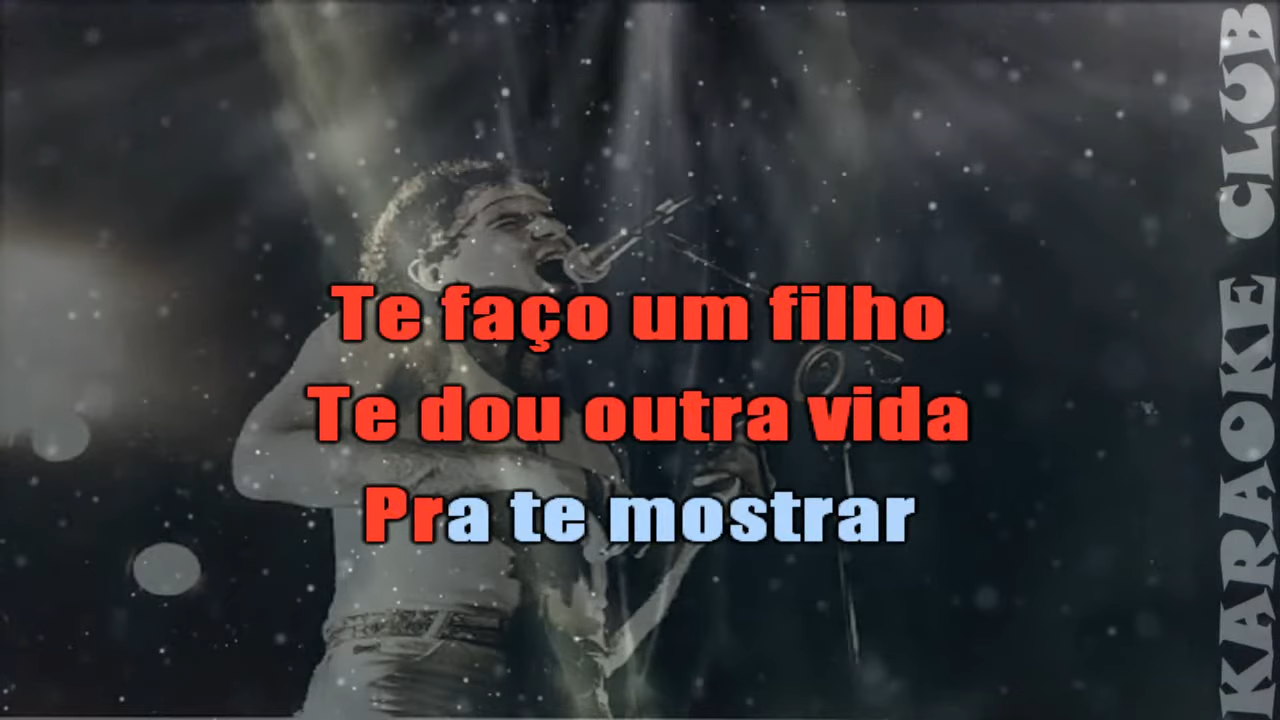 Te faço um filho
Te dou outra vida
Pra te mostrar
KARAOKE CLUB